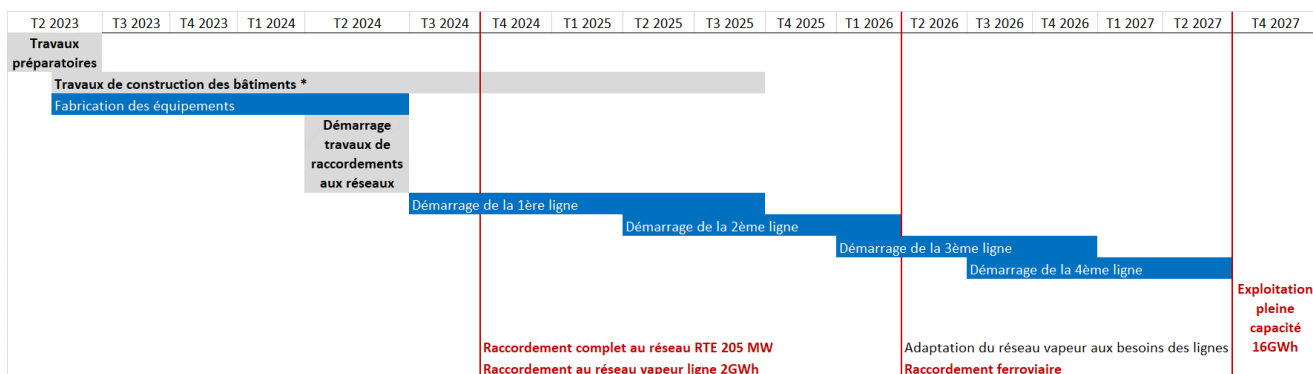 T2 2023 T3 2023 T4 2023 T1 2024 T2 2024 T3 2024 T4 2024 T1 2025 T2 2025 T3 2025 T4 2025 T1 2026 T2 2026 T3 2026 T4 2026 T1 2027 T2 2027 T4 2027
Travaux
préparatoires
Travaux de construction des bâtiments *
Fabrication des équipements
Démarrage
travaux de
raccordements
aux réseaux
Démarrage de la 1ère ligne
Démarrage de la 2ème ligne
Démarrage de la 3ème ligne
Démarrage de la 4ème ligne
Exploitation
pleine
capacité
16GWh
Raccordement complet au réseau RTE 205 MW
Raccordement au réseau vapeur ligne 2GWh
Adaptation du réseau vapeur aux besoins des lignes
Raccordement ferroviaire